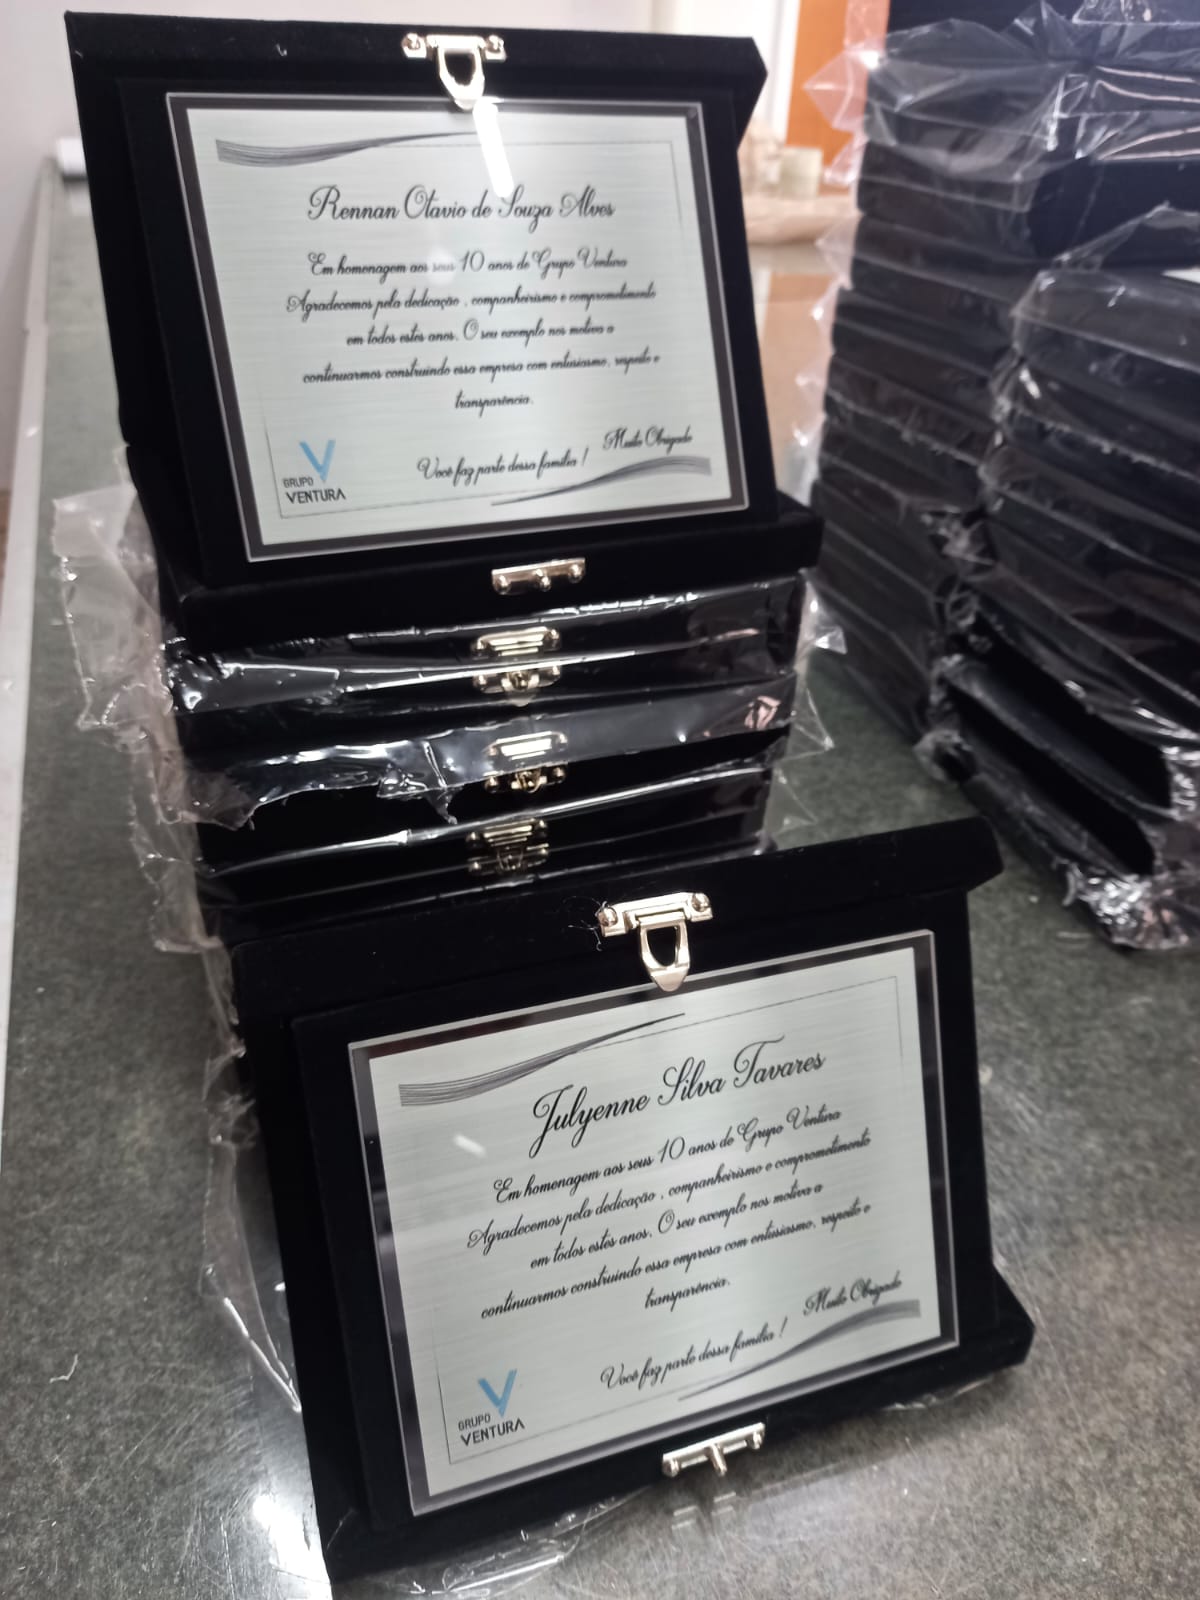 Rennan Otavio de Souza Alves
Em homenagem aos seus 10 anos de Grupo Ventura
Agradecemos pela dedicação , companheirismo e comprometimento
em todos estes anos. O seu exemplo nos motiva a
continuarmos construindo essa empresa com entusiasmo, respeito e
transparência.
Muito Obrigado
Você faz parte dessa família !
GRUPO
VENTURA
Julyenne Silva Tavares
Em homenagem aos seus 10 anos de Grupo Ventura
Agradecemos pela dedicação , companheirismo e comprometimento
em todos estes anos. O seu exemplo nos motiva a
continuarmos construindo essa empresa com entusiasmo, respeito e
transparência.
Muito Obrigado
Você faz parte dessa família !
GRUPO
VENTURA